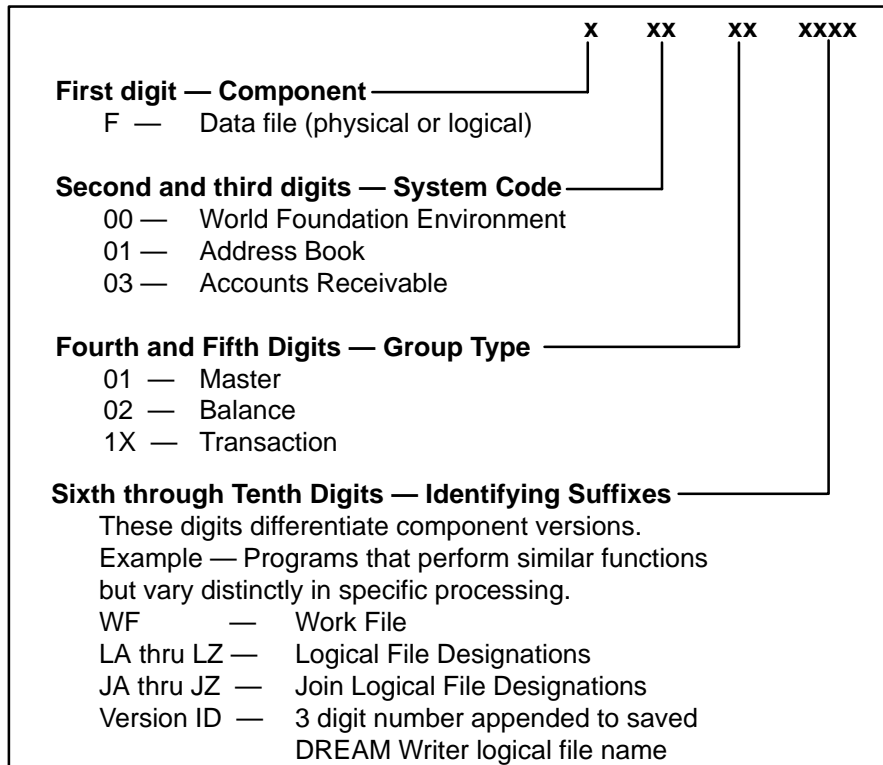 x xx xx xxxx
First digit — Component
F — Data file (physical or logical)
Second and third digits — System Code
00 — World Foundation Environment
01 — Address Book
03 — Accounts Receivable
Fourth and Fifth Digits — Group Type
01 — Master
02 — Balance
1X — Transaction
Sixth through Tenth Digits — Identifying Suffixes
These digits differentiate component versions.
Example — Programs that perform similar functions
but vary distinctly in specific processing.
WF — Work File
LA thru LZ — Logical File Designations
JA thru JZ — Join Logical File Designations
Version ID — 3 digit number appended to saved
DREAM Writer logical file name